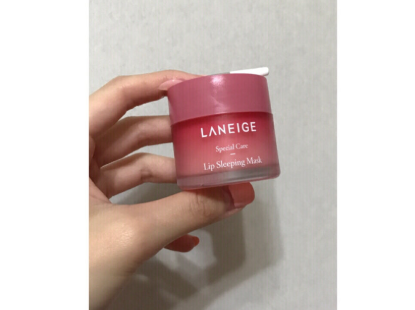 LANEIGE
Special Care
Lip Sleeping Mask